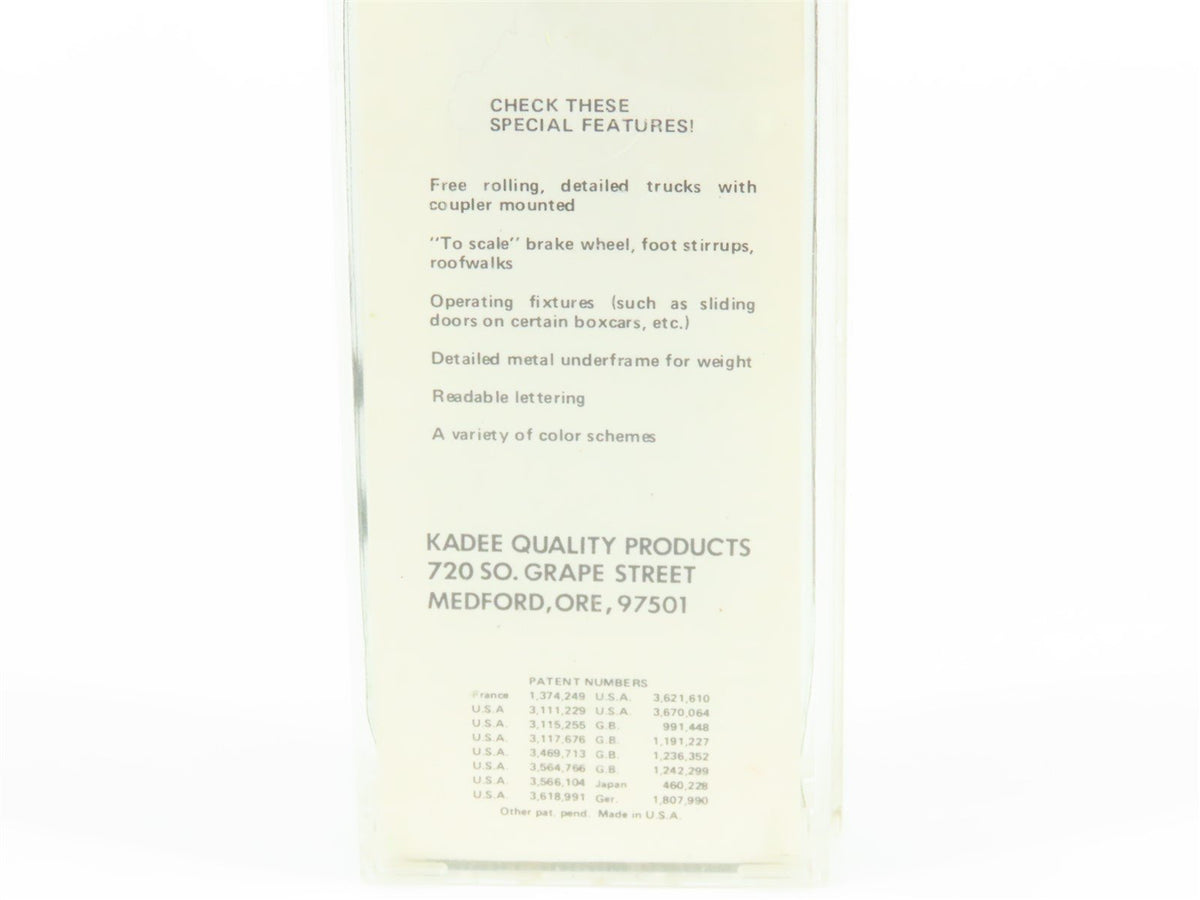 CHECK THESE
SPECIAL FEATURES!
Free rolling, detailed trucks with
coupler mounted
"To scale" brake wheel, foot stirrups,
roofwalks
Operating fixtures (such as sliding
doors on certain boxcars, etc.)
Detailed metal underframe for weight
Readable lettering
A variety of color schemes
KADEE QUALITY PRODUCTS
720 SO. GRAPE STREET
MEDFORD, ORE, 97501
PATENT NUMBERS
France 1,374,249 U.S.A. 3,621,610
U.S.A 3,111,229 U.S.A. 3,670,064
U.S.A. 3,115,255 G.B. 991,448
U.S.A. 3,117,676 G.B. 1,191,227
U.S.A. 3,469,713 G.B. 1,236,352
U.S.A. 3,564,766 G.B. 1,242,299
U.S.A. 3,566,104 Japan 460,228
U.S.A. 3,618,991 Ger. 1,807,990
Other pat. pend. Made in U.S.A.